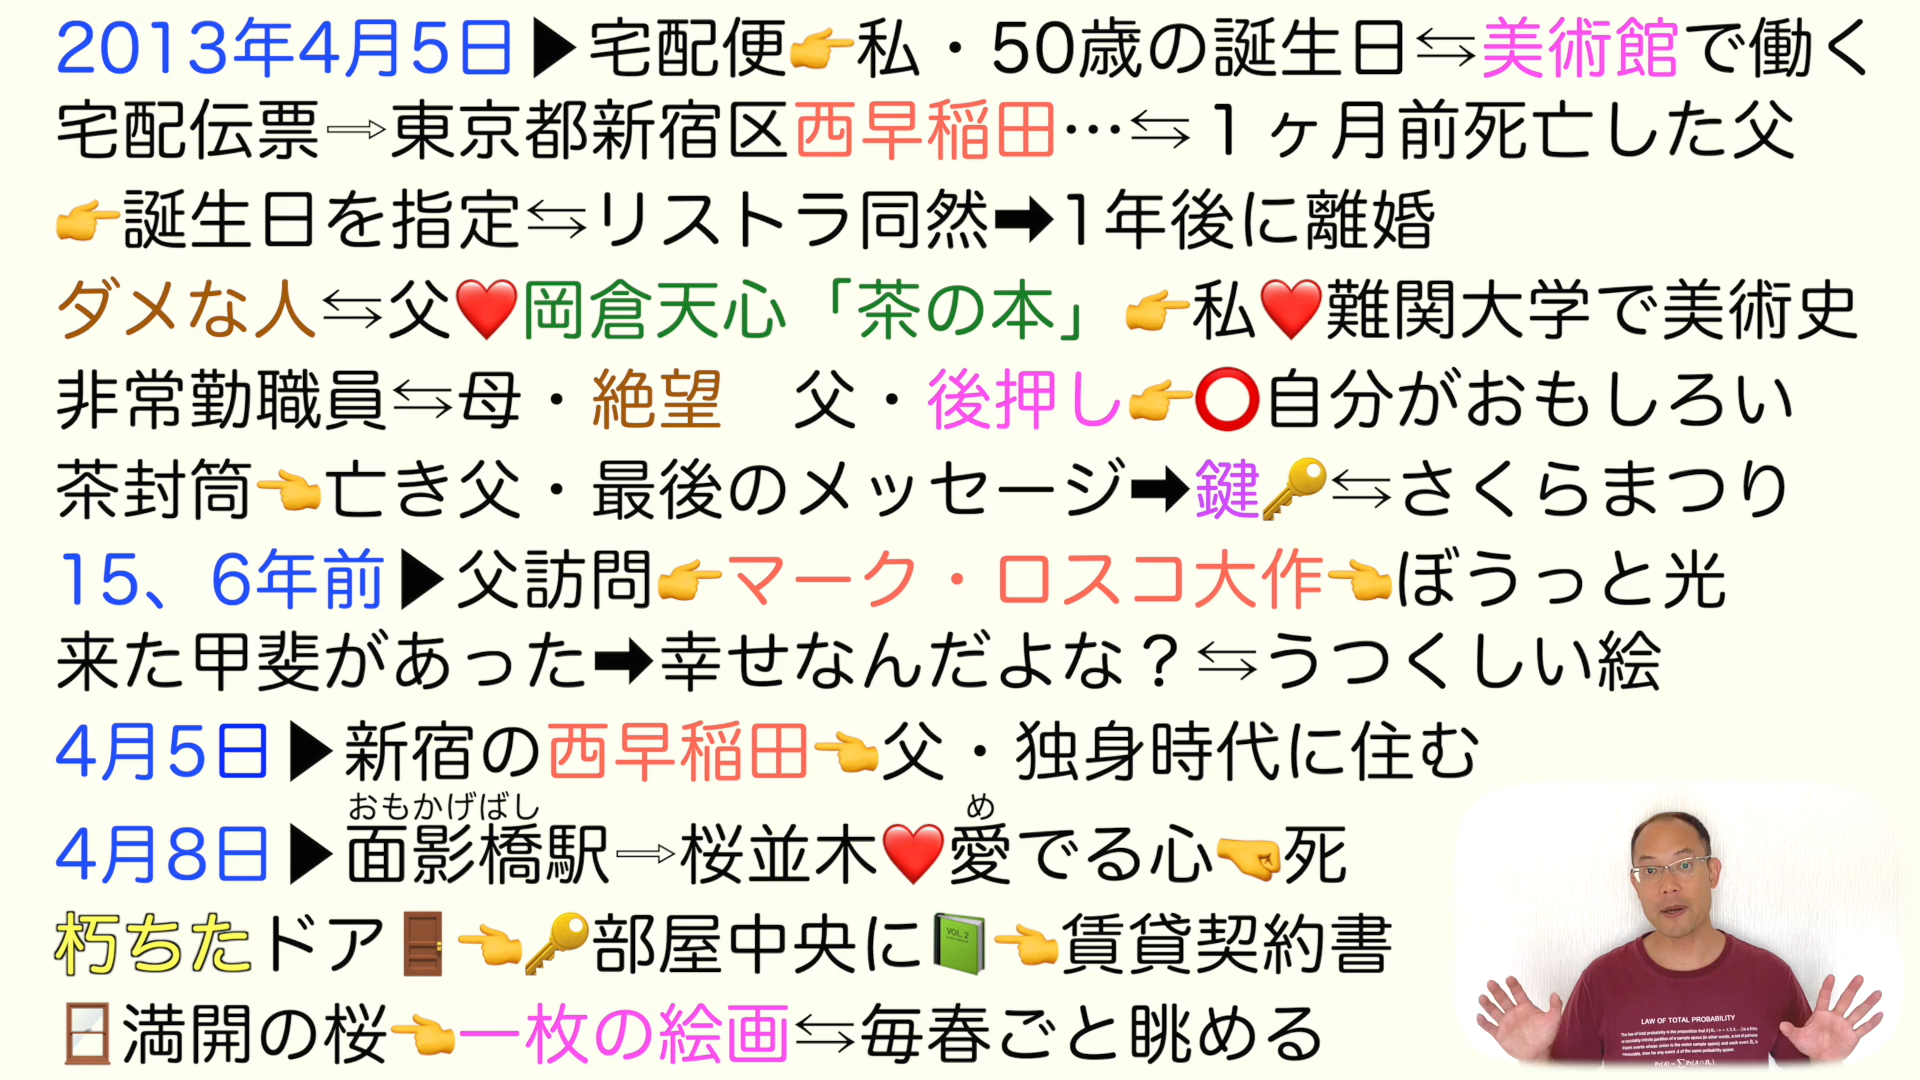 2013年4月5日▶宅配便👉私・50歳の誕生日⇆美術館で働く
宅配伝票⇨東京都新宿区西早稲田…⇆１ヶ月前死亡した父
👉誕生日を指定⇆リストラ同然➡1年後に離婚
ダメな人⇆父❤️岡倉天心「茶の本」👉私❤️難関大学で美術史
非常勤職員⇆母・絶望　父・後押し👉⭕自分がおもしろい
茶封筒👈亡き父・最後のメッセージ➡鍵🔑⇆さくらまつり
15、6年前▶父訪問👉マーク・ロスコ大作👈ぼうっと光
来た甲斐があった➡幸せなんだよな？⇆うつくしい絵
4月5日▶新宿の西早稲田👈父・独身時代に住む
おもかげばし　め
4月8日▶面影橋駅⇨桜並木❤️愛でる心🤜死
朽ちたドア🚪👈🔑部屋中央に📗👈賃貸契約書
🪟満開の桜👈一枚の絵画⇆毎春ごと眺める
LAW OF TOTAL PROBABILITY